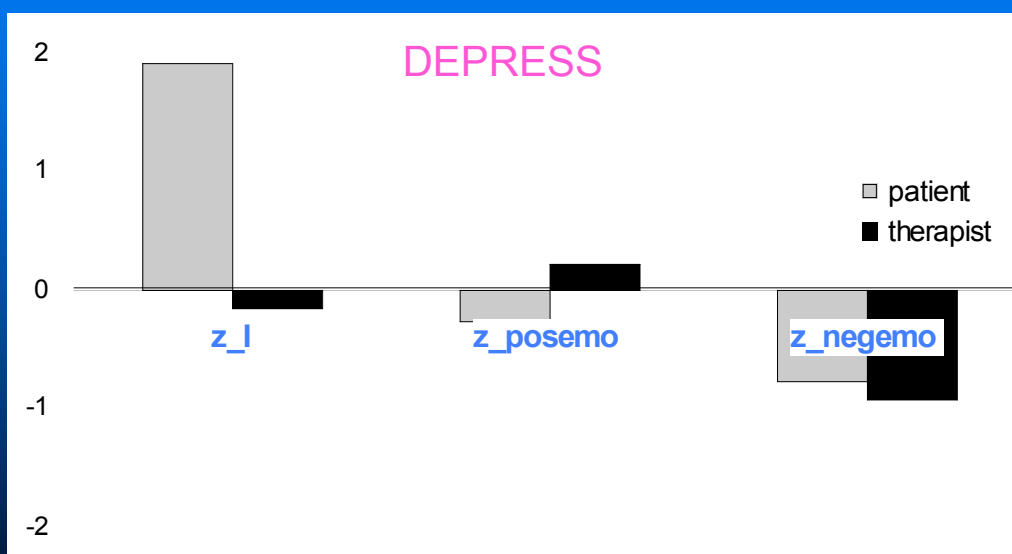 DEPRESS
2
1
0
-1
-2
patient
therapist
z_I
z_posemo
z_negemo